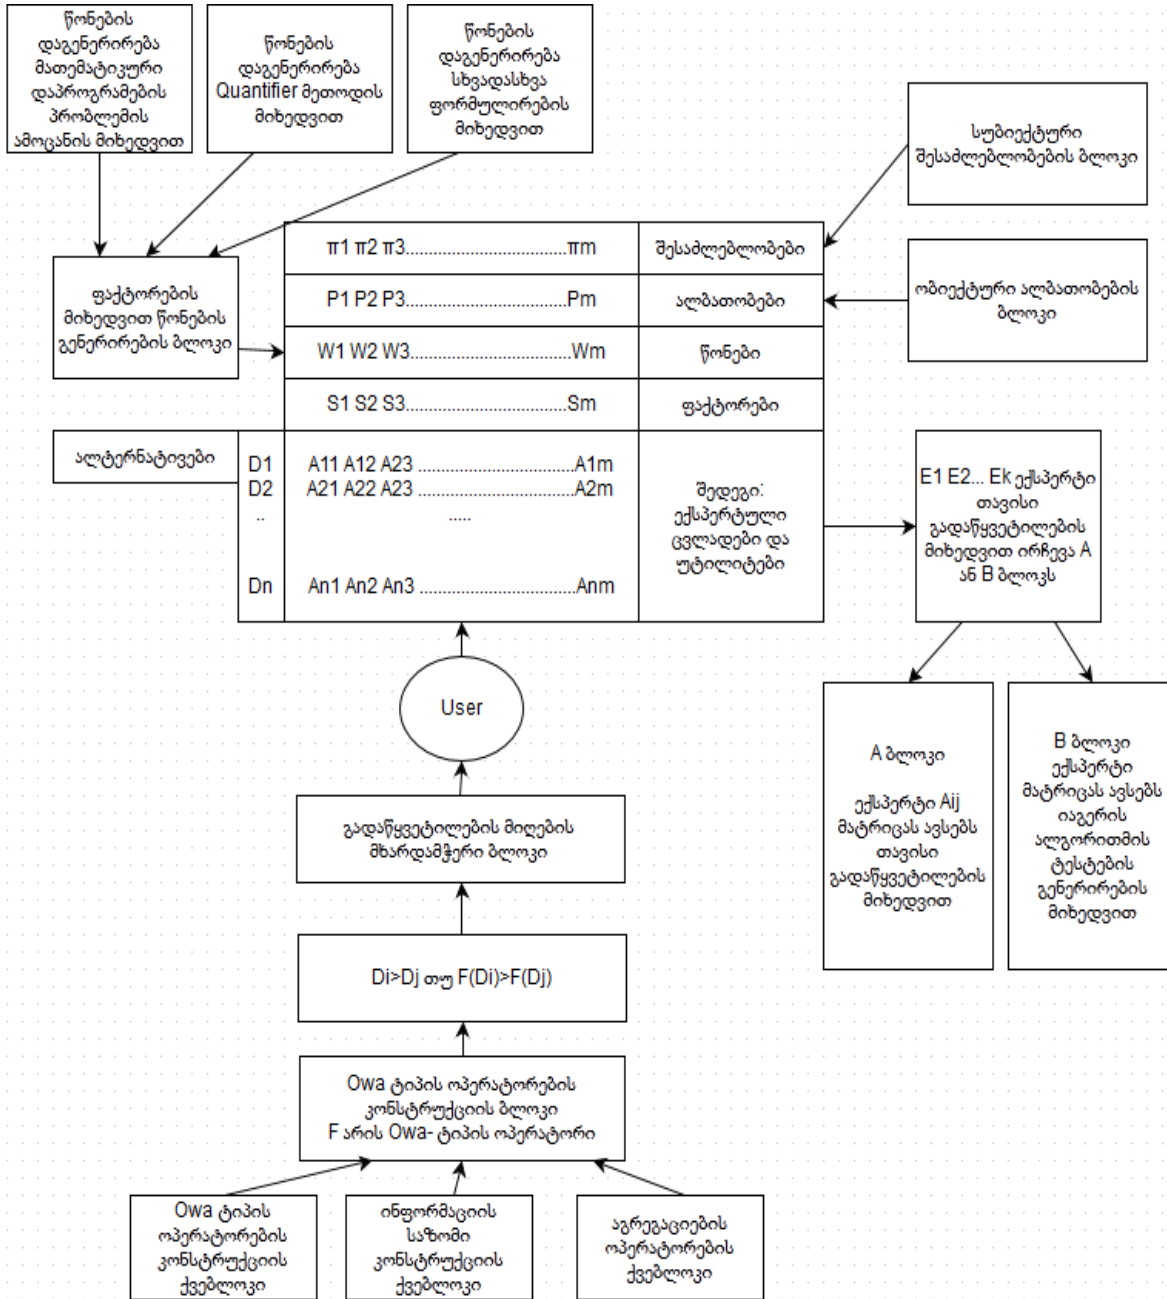 წონების
დაგენერირება
მათემატიკური
დაპროგრამების
პრობლემის
ამოცანის მიხედვით
წონების
დაგენერირება
Quantifier მეთოდის
მიხედვით
წონების
დაგენერირება
სხვადასხვა
ფორმულირების
მიხედვით
სუბიექტური
შესაძლებლობების ბლოკი
ობიექტური ალბათობების
ბლოკი
ფაქტორების
მიხედვით წონების
გენერირების ბლოკი
π1 π2 π3......................................πm
შესაძლებლობები
P1 P2 P3......................................Pm
ალბათობები
W1 W2 W3.....................................Wm
წონები
S1 S2 S3......................................Sm
ფაქტორები
ალტერნატივები
D1
A11 A12 A23 .....................................A1m
D2
A21 A22 A23 .....................................A2m
..
.....
Dn
An1 An2 An3 .....................................Anm
შედეგი:
ექსპერტული
ცვლადები და
უტილიტები
E1 E2... Ek ექსპერტი
თავისი
გადაწყვეტილების
მიხედვით ირჩევა A
ან B ბლოკს
A ბლოკი
ექსპერტი Aij
მატრიცას ავსებს
თავისი
გადაწყვეტილების
მიხედვით
B ბლოკი
ექსპერტი
მატრიცას ავსებს
იაგერის
ალგორითმის
ტესტების
გენერირების
მიხედვით
User
გადაწყვეტილების მიღების
მხარდამჭერი ბლოკი
Di>Dj თუ F(Di)>F(Dj)
Owa ტიპის ოპერატორების
კონსტრუქციის ბლოკი
F არის Owa- ტიპის ოპერატორი
Owa ტიპის
ოპერატორების
კონსტრუქციის
ქვებლოკი
ინფორმაციის
საზომი
კონსტრუქციის
ქვებლოკი
აგრეგაციების
ოპერატორების
ქვებლოკი